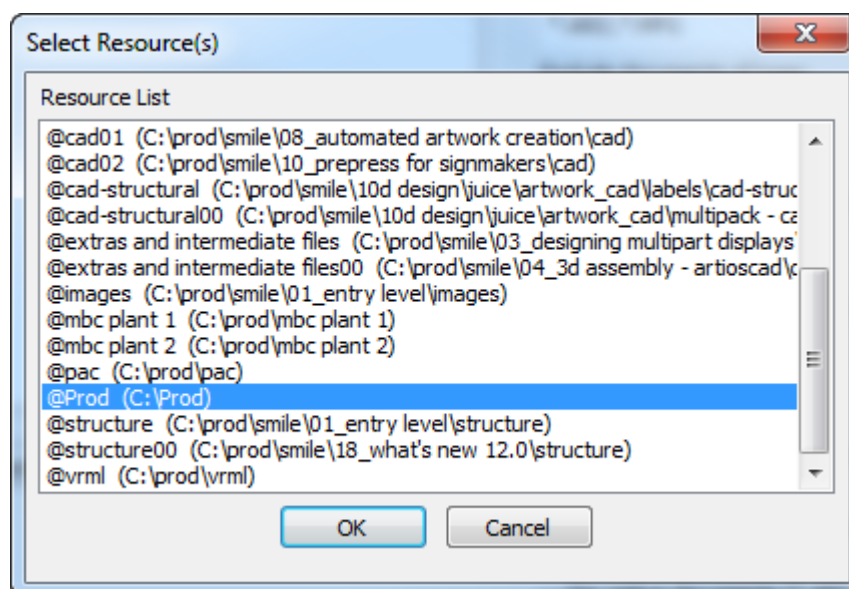 Select Resource(s)
Resource List
@cad01 (C:\prod\smile\08_automated artwork creation\cad)
@cad02 (C:\prod\smile\10_prepress for signmakers\cad)
@cad-structural (C:\prod\smile\10d design\juice\artwork_cad\labels\cad-struc
@cad-structural00 (C:\prod\smile\10d design\juice\artwork_cad\multipack - ca
@extras and intermediate files (C:\prod\smile\03_designing multipart displays
@extras and intermediate files00 (C:\prod\smile\04_3d assembly - artioscad\c
@images (C:\prod\smile\01_entry level\images)
@mbc plant 1 (C:\prod\mbc plant 1)
@mbc plant 2 (C:\prod\mbc plant 2)
@pac (C:\prod\pac)
@Prod (C:\Prod)
@structure (C:\prod\smile\01_entry level\structure)
@structure00 (C:\prod\smile\18_what's new 12.0\structure)
@vrml (C:\prod\vrml)
OK Cancel